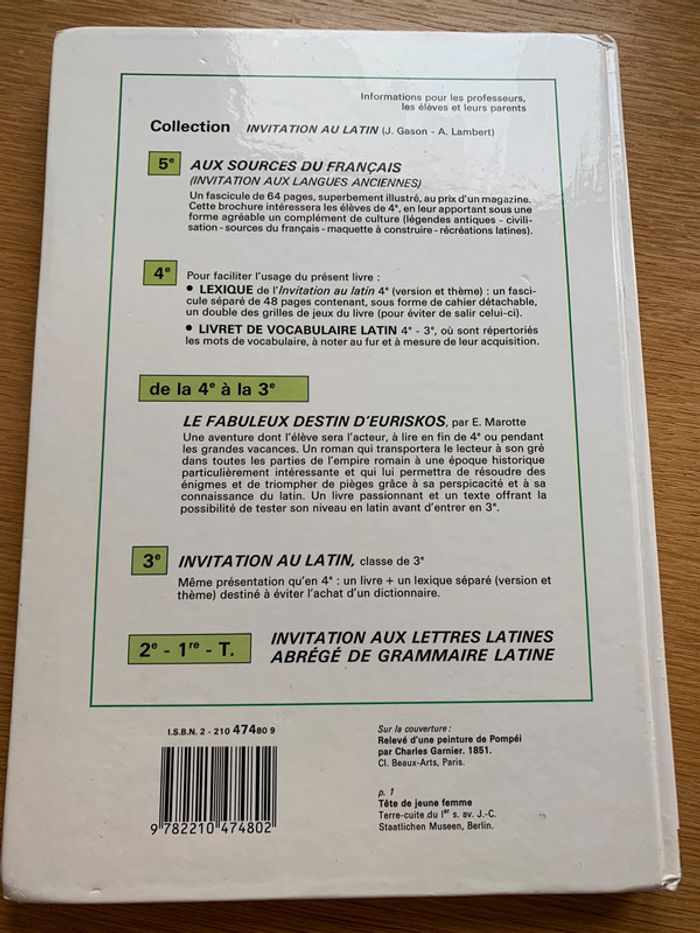 Informations pour les professeurs,
les élèves et leurs parents
Collection INVITATION AU LATIN (J. Gason - A. Lambert)
5e AUX SOURCES DU FRANÇAIS
(INVITATION AUX LANGUES ANCIENNES)
Un fascicule de 64 pages, superbement illustré, au prix d'un magazine.
Cette brochure intéressera les élèves de 4e, en leur apportant sous une
forme agréable un complément de culture (légendes antiques - civili-
sation - sources du français - maquette à construire - récréations latines).
4e Pour faciliter l'usage du présent livre :
● LEXIQUE de l'Invitation au latin 4e (version et thème) : un fasci-
cule séparé de 48 pages contenant, sous forme de cahier détachable,
un double des grilles de jeux du livre (pour éviter de salir celui-ci).
● LIVRET DE VOCABULAIRE LATIN 4e - 3e, où sont répertoriés
les mots de vocabulaire, à noter au fur et à mesure de leur acquisition.
de la 4e à la 3e
LE FABULEUX DESTIN D'EURISKOS, par E. Marotte
Une aventure dont l'élève sera l'acteur, à lire en fin de 4e ou pendant
les grandes vacances. Un roman qui transportera le lecteur à son gré
dans toutes les parties de l'empire romain à une époque historique
particulièrement intéressante et qui lui permettra de résoudre des
énigmes et de triompher de pièges grâce à sa perspicacité et à sa
connaissance du latin. Un livre passionnant et un texte offrant la
possibilité de tester son niveau en latin avant d'entrer en 3e.
3e INVITATION AU LATIN, classe de 3e
Même présentation qu'en 4e : un livre + un lexique séparé (version et
thème) destiné à éviter l'achat d'un dictionnaire.
2e - 1re - T. INVITATION AUX LETTRES LATINES
ABRÉGÉ DE GRAMMAIRE LATINE
I.S.B.N. 2 - 210 47480 9
9 782210 474802
Sur la couverture :
Relevé d'une peinture de Pompéi
par Charles Garnier. 1851.
Cl. Beaux-Arts, Paris.
p. 1
Tête de jeune femme
Terre-cuite du Ier s. av. J.-C.
Staatlichen Museen, Berlin.